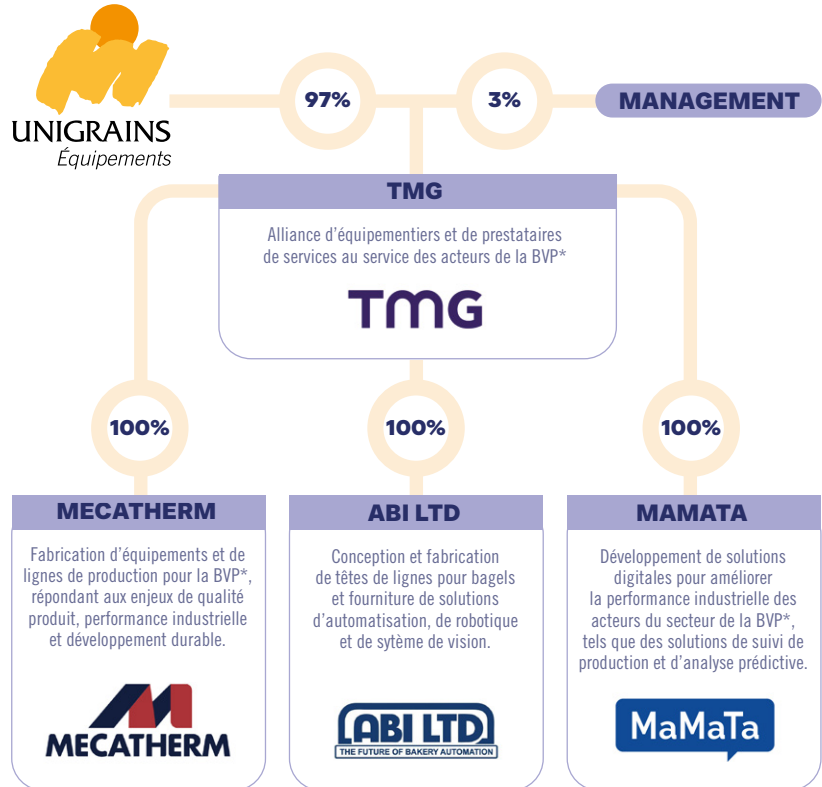 UNIGRAINS
Équipements
97%
3%
MANAGEMENT
TMG
Alliance d’équipementiers et de prestataires
de services au service des acteurs de la BVP*
TMG
100%
100%
100%
MECATHERM
Fabrication d’équipements et de
lignes de production pour la BVP*,
répondant aux enjeux de qualité
produit, performance industrielle
et développement durable.
MECATHERM
ABI LTD
Conception et fabrication
de têtes de lignes pour bagels
et fourniture de solutions
d’automatisation, de robotique
et de sytème de vision.
ABI LTD
THE FUTURE OF BAKERY AUTOMATION
MAMATA
Développement de solutions
digitales pour améliorer
la performance industrielle des
acteurs du secteur de la BVP*,
tels que des solutions de suivi de
production et d’analyse prédictive.
MaMaTa